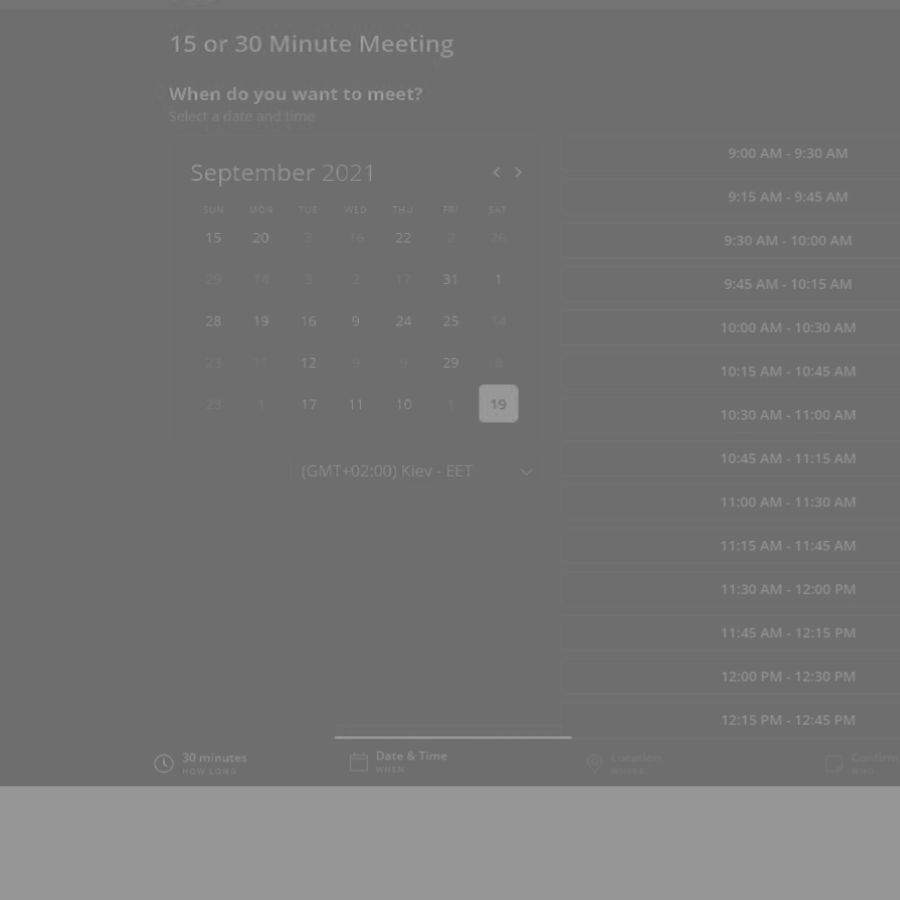 15 or 30 Minute Meeting
When do you want to meet?
Select a date and time
September 2021
SUN MON TUE WED THU FRI SAT
15 20 3 16 22 2 26
29 14 3 2 17 31 1
28 19 16 9 24 25 14
23 11 12 9 9 29 8
23 1 17 11 10 1 19
(GMT+02:00) Kiev - EET
9:00 AM - 9:30 AM
9:15 AM - 9:45 AM
9:30 AM - 10:00 AM
9:45 AM - 10:15 AM
10:00 AM - 10:30 AM
10:15 AM - 10:45 AM
10:30 AM - 11:00 AM
10:45 AM - 11:15 AM
11:00 AM - 11:30 AM
11:15 AM - 11:45 AM
11:30 AM - 12:00 PM
11:45 AM - 12:15 PM
12:00 PM - 12:30 PM
12:15 PM - 12:45 PM
30 minutes
HOW LONG
Date & Time
WHEN
Location
WHERE
WHO